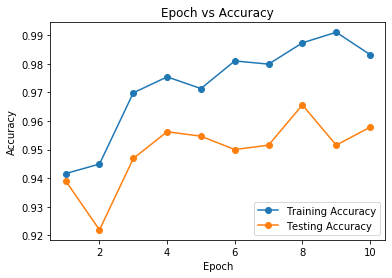 Epoch vs Accuracy
0.99
0.98
0.97
0.96
0.95
0.94
0.93
0.92
Accuracy
2
4
6
8
10
Epoch
Training Accuracy
Testing Accuracy